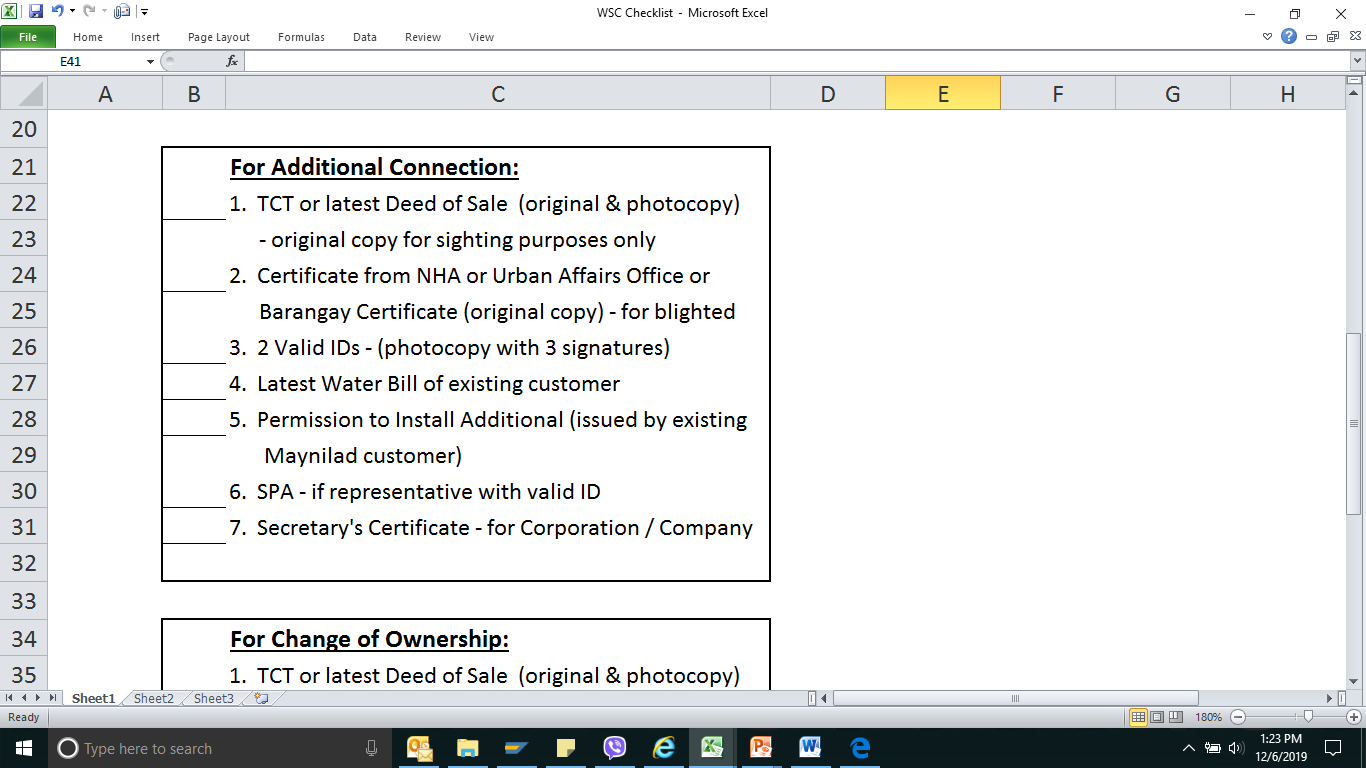 WSC Checklist - Microsoft Excel
File Home Insert Page Layout Formulas Data Review View
E41 fx
A B C D E F G H
20
21 For Additional Connection:
22 1. TCT or latest Deed of Sale (original & photocopy)
23 - original copy for sighting purposes only
24 2. Certificate from NHA or Urban Affairs Office or
25 Barangay Certificate (original copy) - for blighted
26 3. 2 Valid IDs - (photocopy with 3 signatures)
27 4. Latest Water Bill of existing customer
28 5. Permission to Install Additional (issued by existing
29 Maynilad customer)
30 6. SPA - if representative with valid ID
31 7. Secretary's Certificate - for Corporation / Company
32
33
34 For Change of Ownership:
35 1. TCT or latest Deed of Sale (original & photocopy)
Sheet1 Sheet2 Sheet3
Ready 180%
Type here to search
1:23 PM
12/6/2019